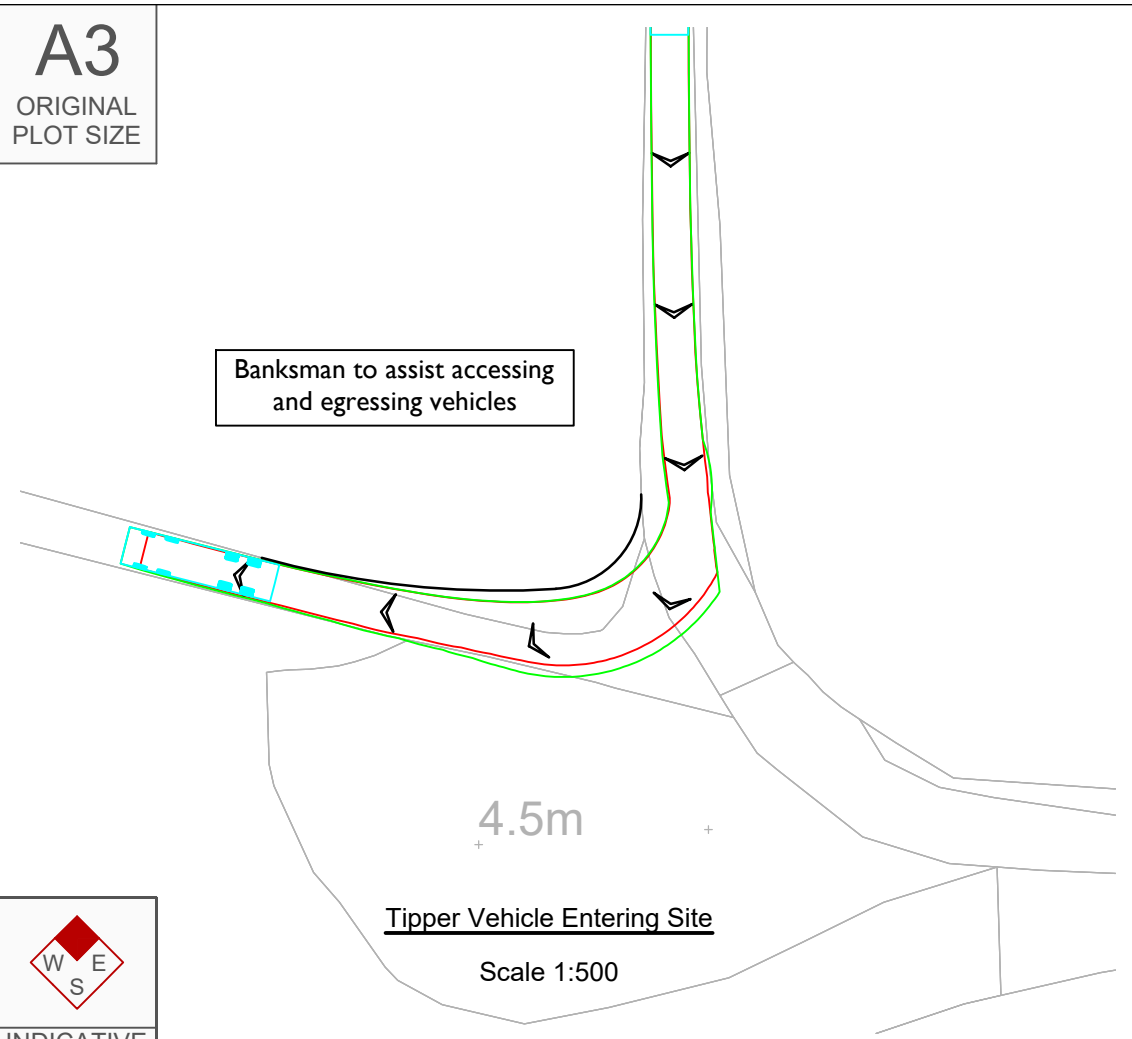 A3
ORIGINAL
PLOT SIZE
Banksman to assist accessing
and egressing vehicles
4.5m
Tipper Vehicle Entering Site
Scale 1:500
W E
S
INDICATIVE